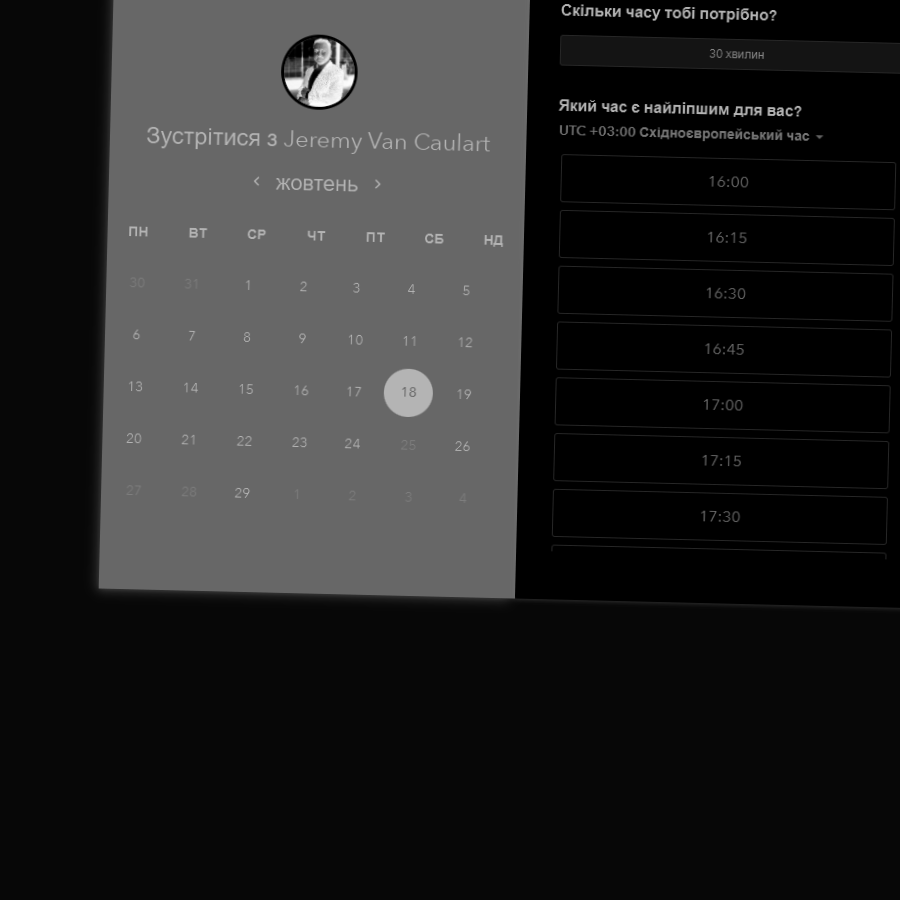 Зустрітися з Jeremy Van Caulart
жовтень
ПН ВТ СР ЧТ ПТ СБ НД
30 31 1 2 3 4 5
6 7 8 9 10 11 12
13 14 15 16 17 18 19
20 21 22 23 24 25 26
27 28 29 1 2 3 4
Скільки часу тобі потрібно?
30 хвилин
Який час є найліпшим для вас?
UTC +03:00 Східноєвропейський час
16:00
16:15
16:30
16:45
17:00
17:15
17:30